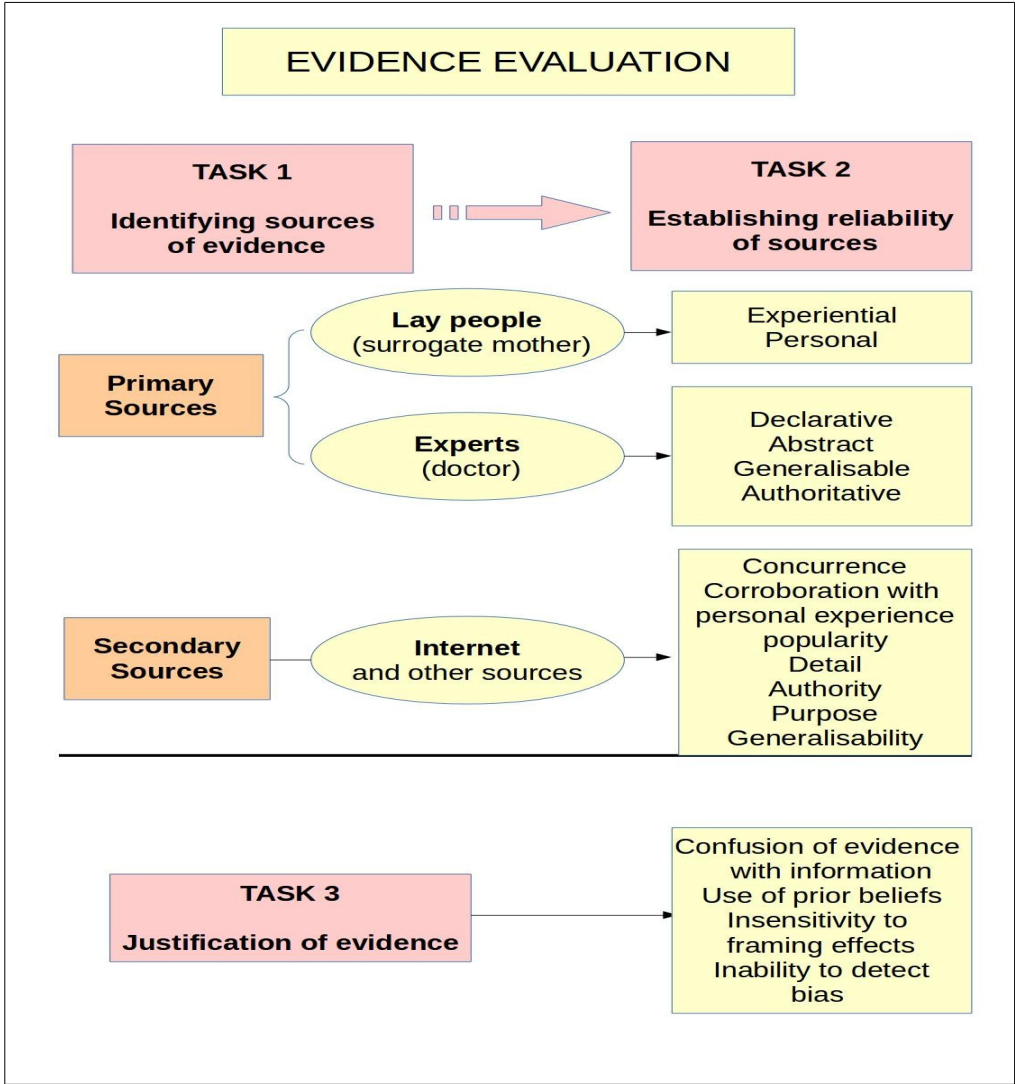 EVIDENCE EVALUATION
TASK 1
Identifying sources
of evidence
TASK 2
Establishing reliability
of sources
Primary
Sources
Lay people
(surrogate mother)
Experiential
Personal
Experts
(doctor)
Declarative
Abstract
Generalisable
Authoritative
Secondary
Sources
Internet
and other sources
Concurrence
Corroboration with
personal experience
popularity
Detail
Authority
Purpose
Generalisability
TASK 3
Justification of evidence
Confusion of evidence
with information
Use of prior beliefs
Insensitivity to
framing effects
Inability to detect
bias